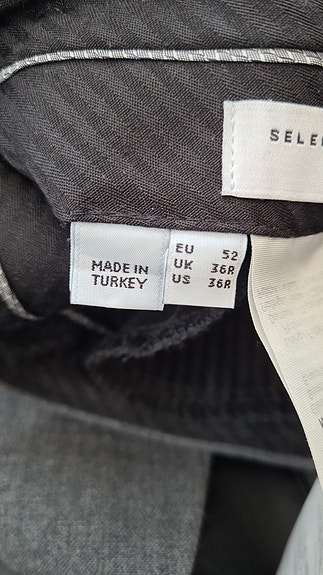 SELE
MADE IN
TURKEY
EU 52
UK 36R
US 36R